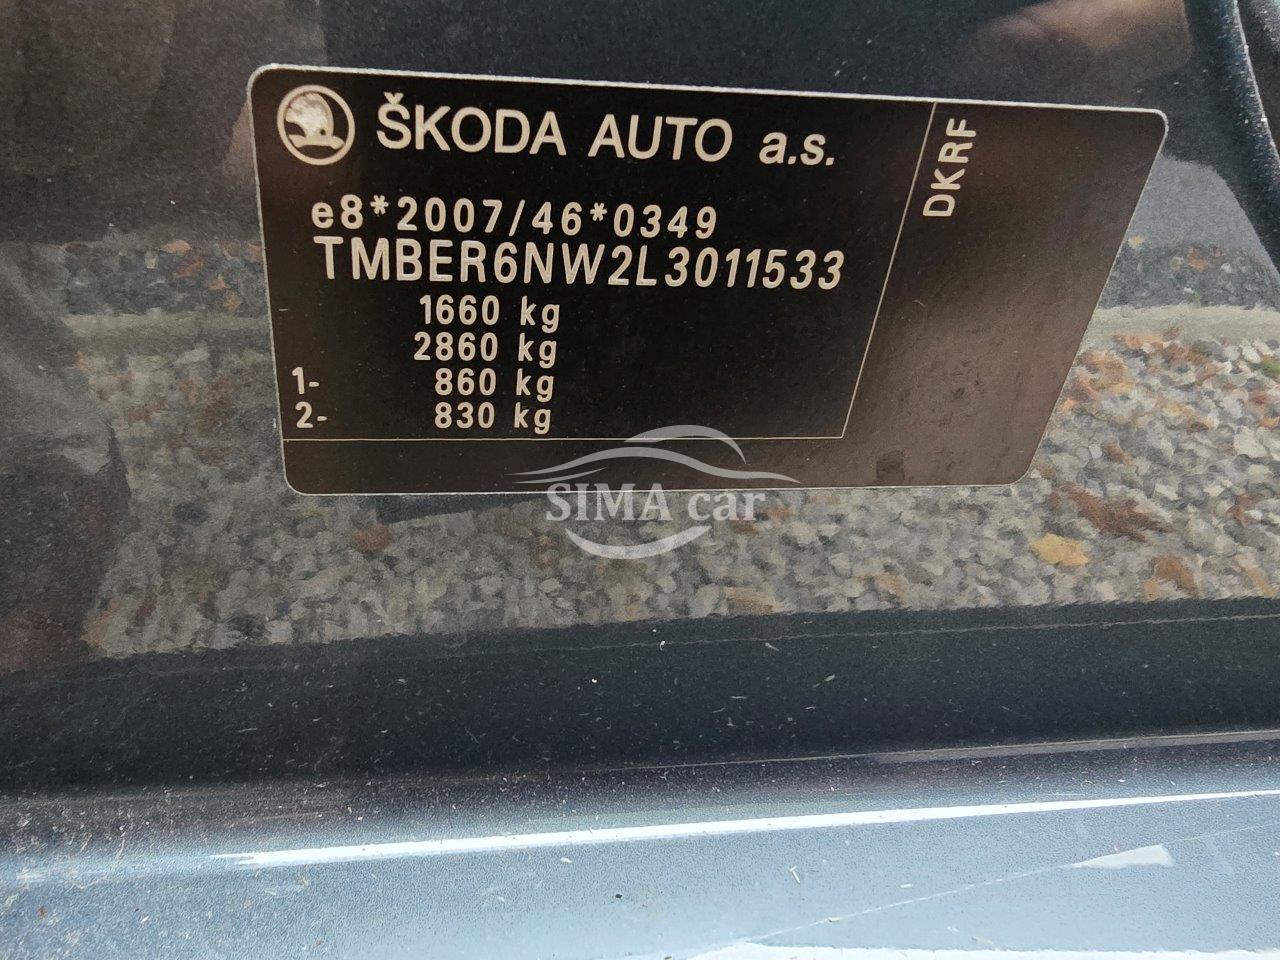 ŠKODA AUTO a.s.
DKRF
e8*2007/46*0349
TMBER6NW2L3011533
1660 kg
2860 kg
1- 860 kg
2- 830 kg
SIMA car